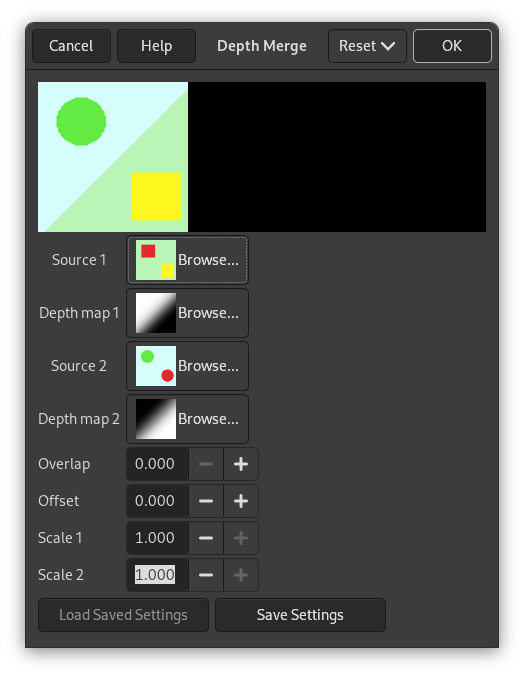 Cancel Help Depth Merge Reset OK
Source 1 Browse...
Depth map 1 Browse...
Source 2 Browse...
Depth map 2 Browse...
Overlap 0.000
Offset 0.000
Scale 1 1.000
Scale 2 1.000
Load Saved Settings Save Settings